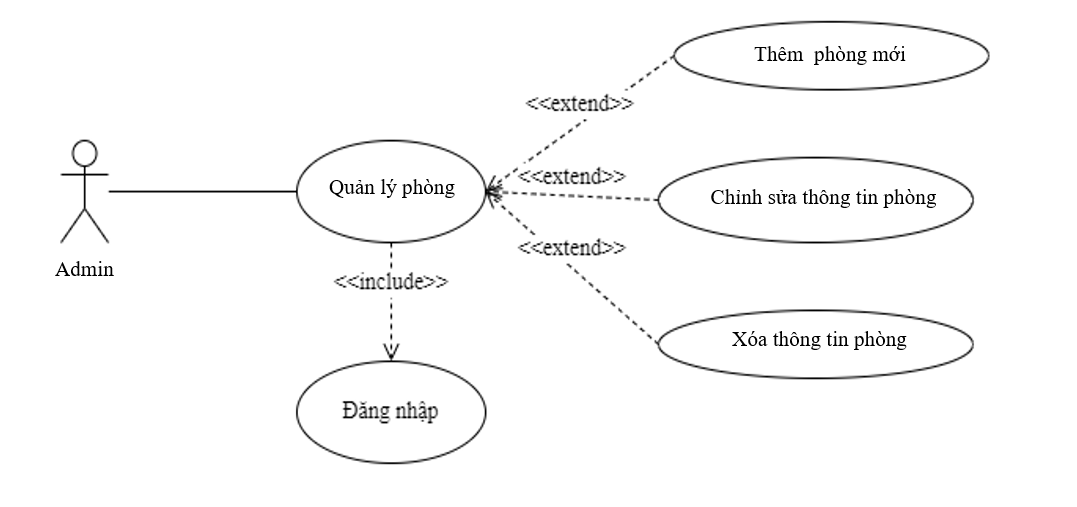 Thêm phòng mới
<<extend>>
<<extend>>
Quản lý phòng
Chỉnh sửa thông tin phòng
<<extend>>
Admin
<<include>>
Xóa thông tin phòng
Đăng nhập